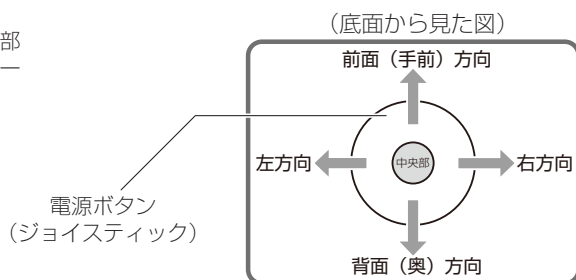 （底面から見た図）
部
ー
前面（手前）方向
左方向
中央部
右方向
電源ボタン
（ジョイスティック）
背面（奥）方向